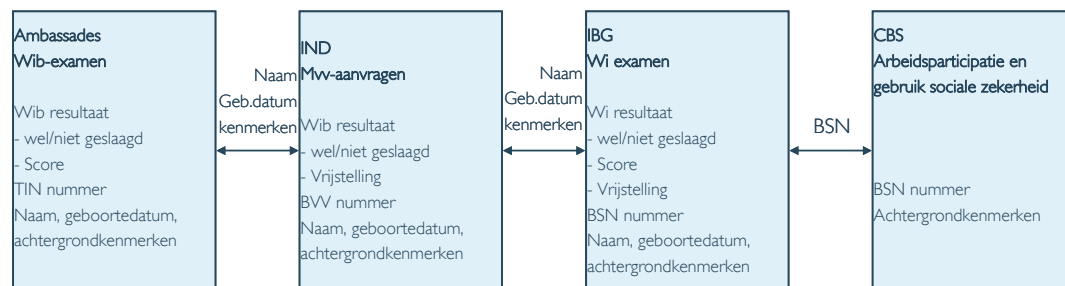 Ambassades
Wib-examen
Wib resultaat
- wel/niet geslaagd
- Score
TIN nummer
Naam, geboortedatum,
achtergrondkenmerken
Naam
Geb.datum
kenmerken
IND
Mvv-aanvragen
Wib resultaat
- wel/niet geslaagd
- Vrijstelling
BVV nummer
Naam, geboortedatum,
achtergrondkenmerken
Naam
Geb.datum
kenmerken
IBG
Wi examen
Wi resultaat
- wel/niet geslaagd
- Score
- Vrijstelling
BSN nummer
Naam, geboortedatum,
achtergrondkenmerken
BSN
CBS
Arbeidsparticipatie en
gebruik sociale zekerheid
BSN nummer
Achtergrondkenmerken